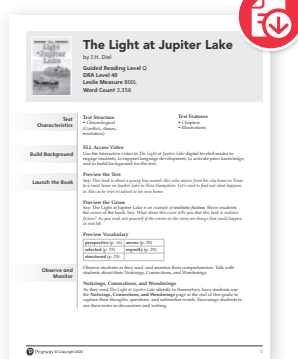 The Light at Jupiter Lake
by J.H. Diel
Guided Reading Level Q
DRA Level 40
Lexile Measure 800L
Word Count 3,356
Text
Characteristics
Text Structure
• Chronological
(Conflict, climax,
resolution)
Text Features
• Chapters
• Illustrations
Build Background
ELL Access Video
Use the interactive video in The Light at Jupiter Lake digital leveled reader to
engage students, to support language development, to activate prior knowledge,
and to build background for the text.
Launch the Book
Preview the Text
Say: This book is about a young boy named Alec who moves from his city home in Texas
to a rural home on Jupiter Lake in New Hampshire. Let's read to find out what happens
to Alec as he tries to adjust to his new home.
Preview the Genre
Say: The Light at Jupiter Lake is an example of realistic fiction. Show students
the cover of the book. Say: What about this cover tells you that this book is realistic
fiction? As you read, ask yourself if the events in the story are things that could happen
in real life.
Preview Vocabulary
perspective (p. 16) access (p. 28)
selected (p. 19) expertly (p. 29)
structured (p. 25)
Observe and
Monitor
Observe students as they read, and monitor their comprehension. Talk with
students about their Noticings, Connections, and Wonderings.
Noticings, Connections, and Wonderings
As they read The Light at Jupiter Lake silently to themselves, have students use
the Noticings, Connections, and Wonderings page at the end of this guide to
capture their thoughts, questions, and unfamiliar words. Encourage students to
use their notes in discussions and writing.
Pearson © Copyright 2020
1